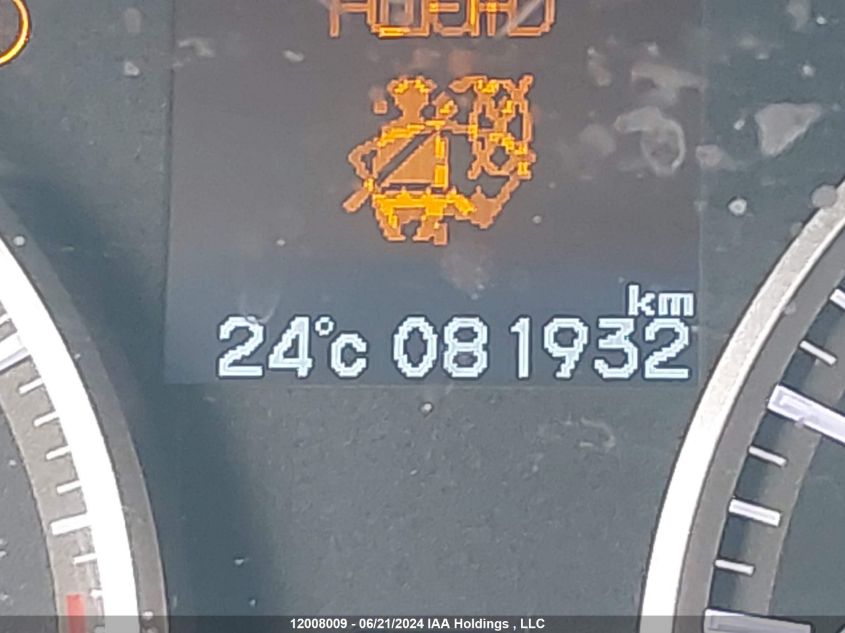 km
24°c 081932
12008009 - 06/21/2024 IAA Holdings , LLC